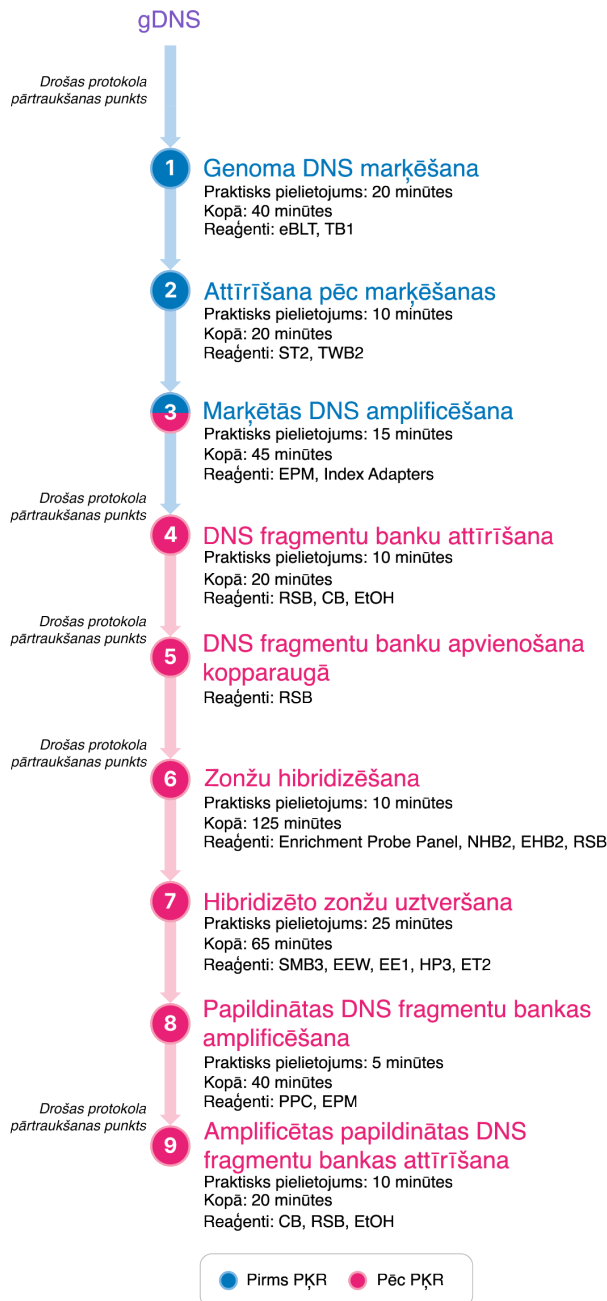 gDNS
Drošas protokola
pārtraukšanas punkts
1
Genoma DNS marķēšana
Praktisks pielietojums: 20 minūtes
Kopā: 40 minūtes
Reaģenti: eBLT, TB1
2
Attīrīšana pēc marķēšanas
Praktisks pielietojums: 10 minūtes
Kopā: 20 minūtes
Reaģenti: ST2, TWB2
3
Marķētās DNS amplificēšana
Praktisks pielietojums: 15 minūtes
Kopā: 45 minūtes
Reaģenti: EPM, Index Adapters
Drošas protokola
pārtraukšanas punkts
4
DNS fragmentu banku attīrīšana
Praktisks pielietojums: 10 minūtes
Kopā: 20 minūtes
Reaģenti: RSB, CB, EtOH
Drošas protokola
pārtraukšanas punkts
5
DNS fragmentu banku apvienošana
kopparaugā
Reaģenti: RSB
Drošas protokola
pārtraukšanas punkts
6
Zonžu hibridizēšana
Praktisks pielietojums: 10 minūtes
Kopā: 125 minūtes
Reaģenti: Enrichment Probe Panel, NHB2, EHB2, RSB
7
Hibridizēto zonžu uztveršana
Praktisks pielietojums: 25 minūtes
Kopā: 65 minūtes
Reaģenti: SMB3, EEW, EE1, HP3, ET2
8
Papildinātas DNS fragmentu bankas
amplificēšana
Praktisks pielietojums: 5 minūtes
Kopā: 40 minūtes
Reaģenti: PPC, EPM
Drošas protokola
pārtraukšanas punkts
9
Amplificētas papildinātas DNS
fragmentu bankas attīrīšana
Praktisks pielietojums: 10 minūtes
Kopā: 20 minūtes
Reaģenti: CB, RSB, EtOH
Pirms PĶR
Pēc PĶR